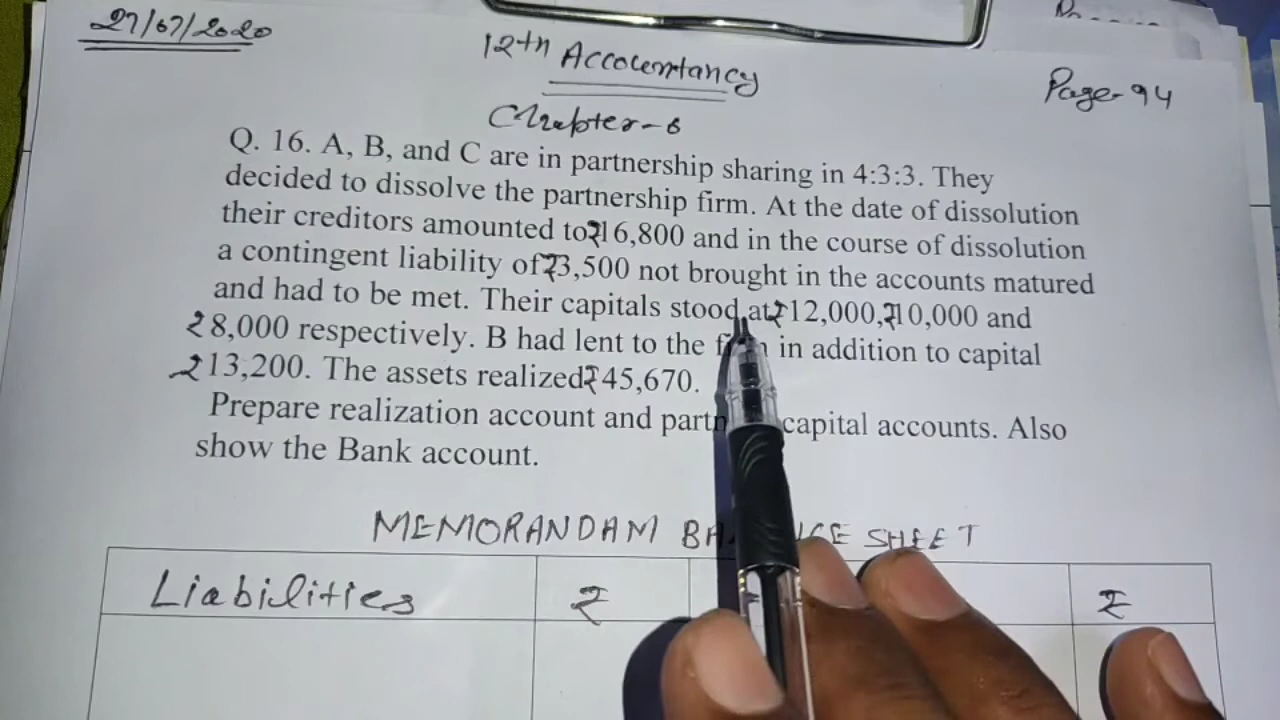 27/07/2020
12th Accountancy
Page-94
Chapter-6
Q. 16. A, B, and C are in partnership sharing in 4:3:3. They
decided to dissolve the partnership firm. At the date of dissolution
their creditors amounted to ₹16,800 and in the course of dissolution
a contingent liability of ₹3,500 not brought in the accounts matured
and had to be met. Their capitals stood at ₹12,000, ₹10,000 and
₹8,000 respectively. B had lent to the in addition to capital
₹13,200. The assets realized ₹45,670.
Prepare realization account and capital accounts. Also
show the Bank account.
MEMORANDAM SHEET
Liabilities ₹ ₹